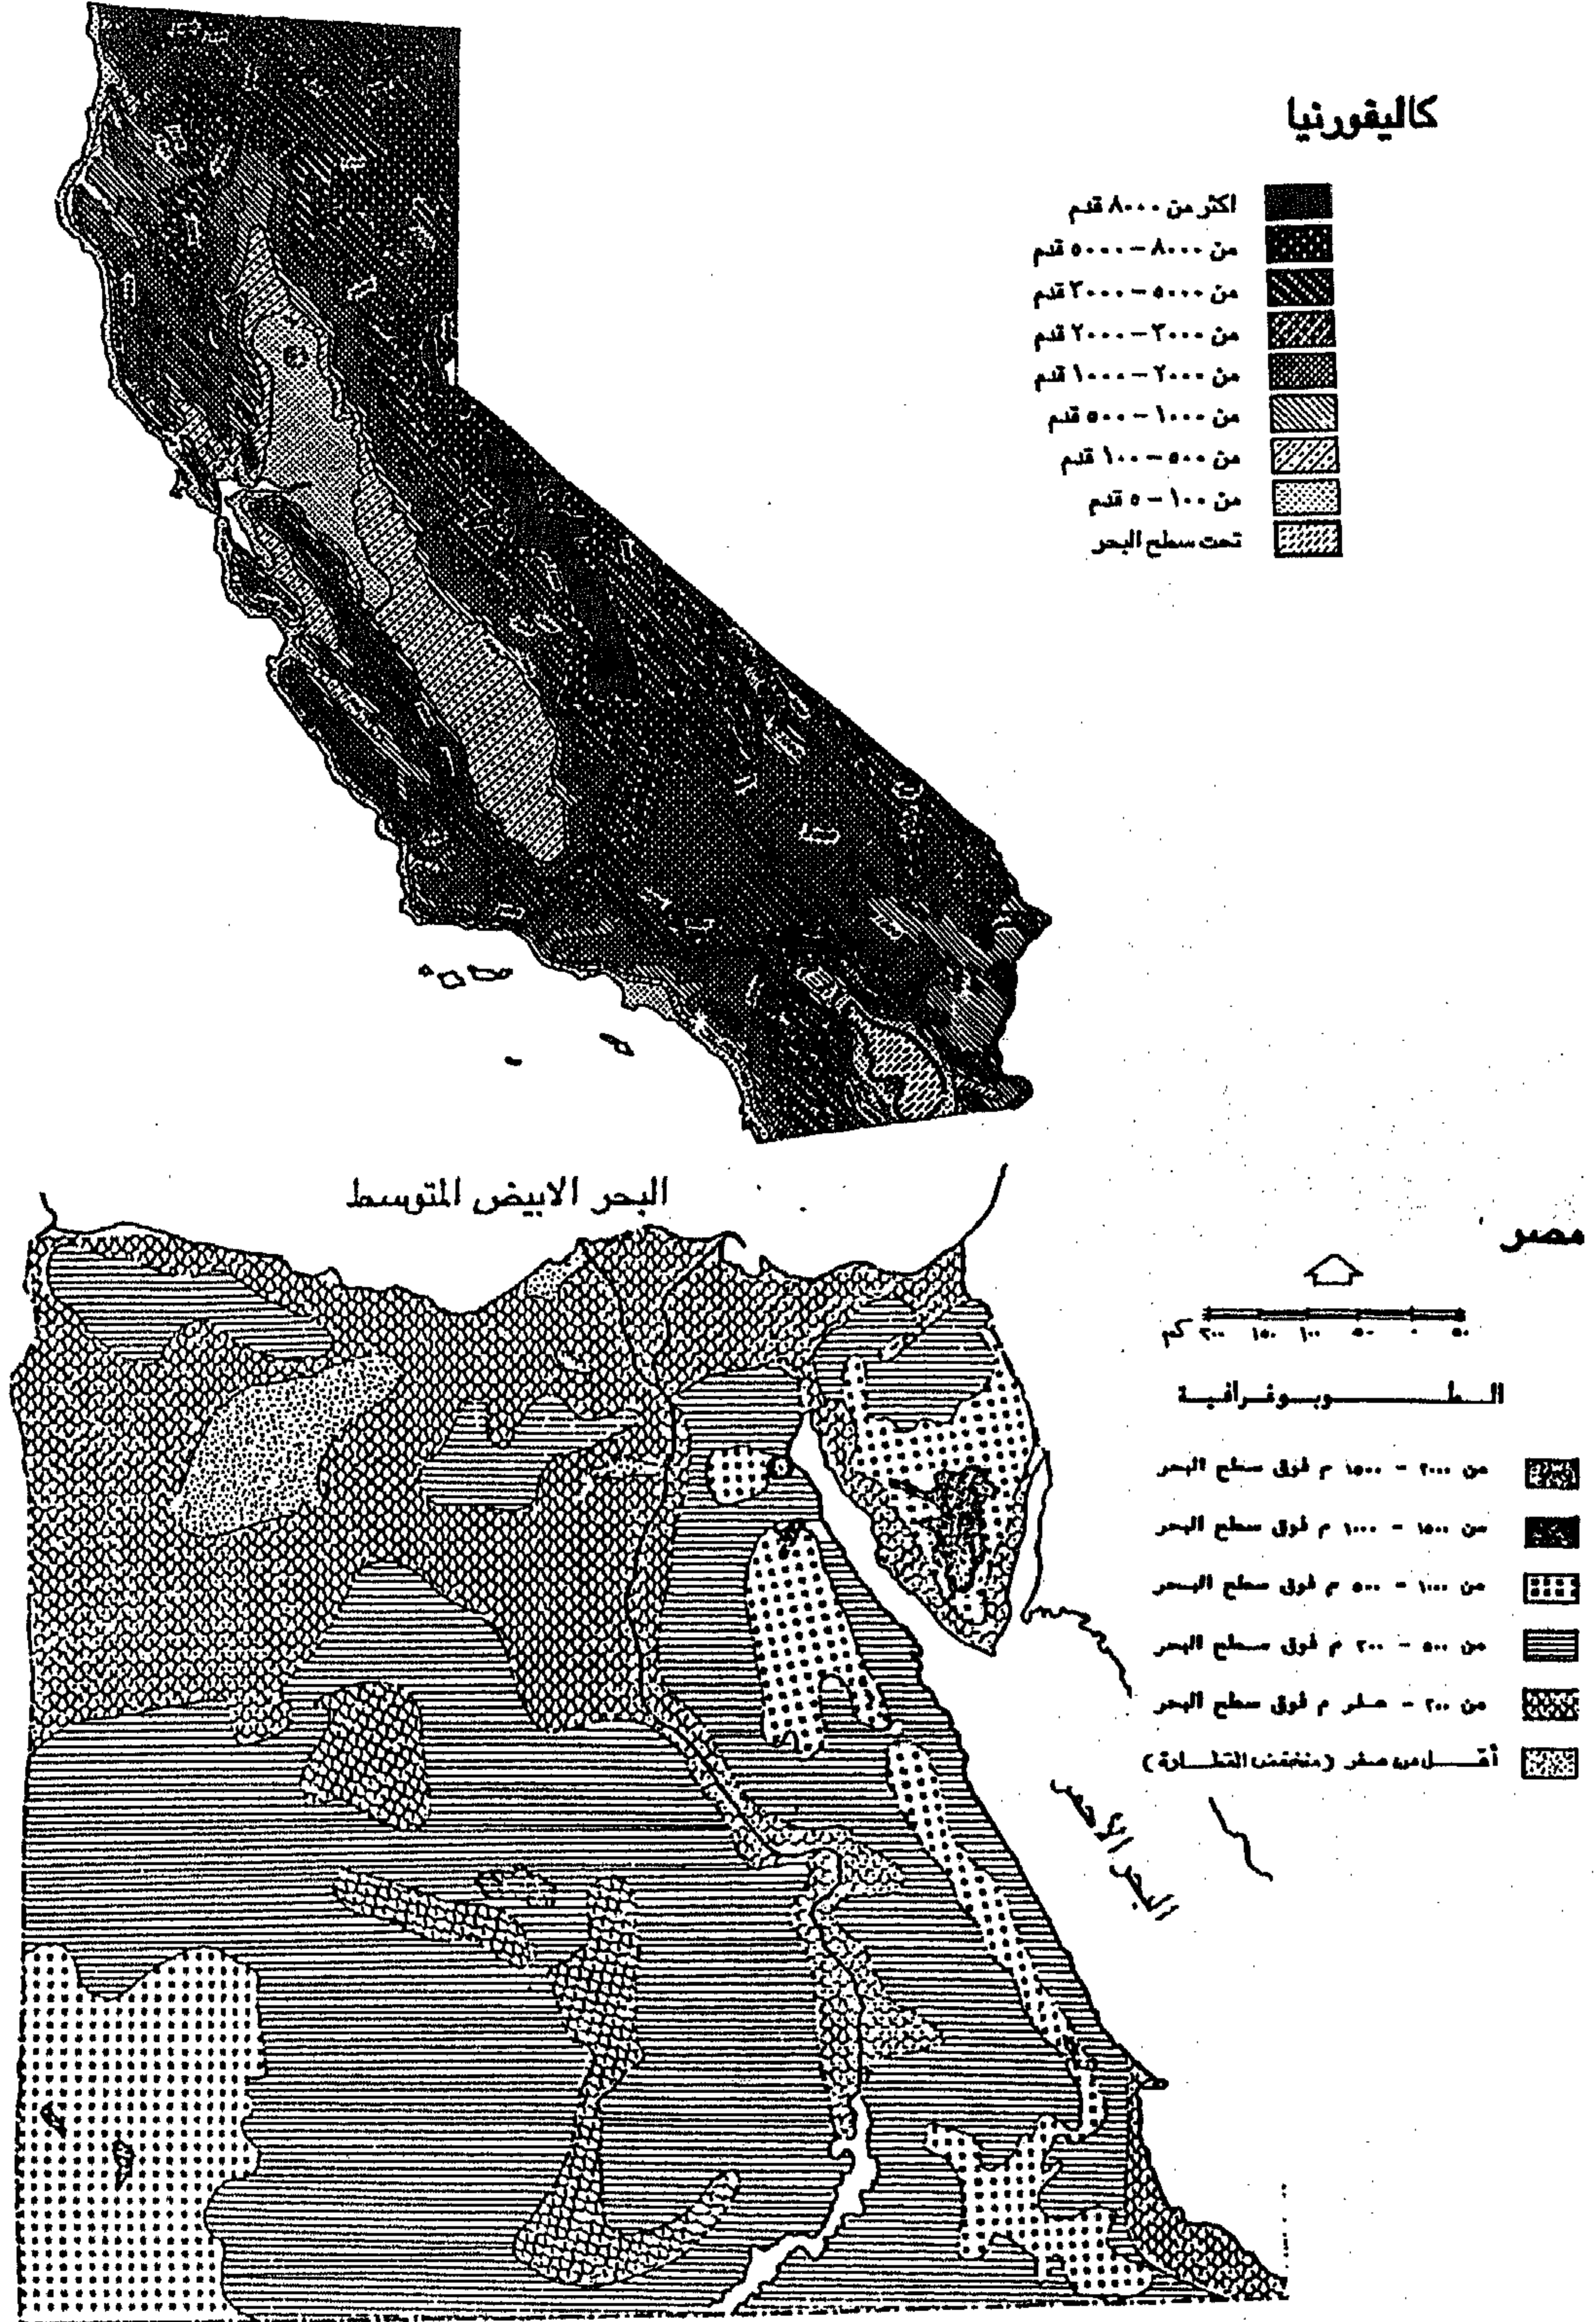 كاليفورنيا
اكثر من ٨٠٠٠ قدم
من ٨٠٠٠ – ٥٠٠٠ قدم
من ٥٠٠٠ – ٣٠٠٠ قدم
من ٣٠٠٠ – ٢٠٠٠ قدم
من ٢٠٠٠ – ١٠٠٠ قدم
من ١٠٠٠ – ٥٠٠ قدم
من ٥٠٠ – ١٠٠ قدم
من ١٠٠ – ٥ قدم
تحت سطح البحر
البحر الابيض المتوسط
مصر
٥٠ ٠ ٥٠ ١٠٠ ١٥٠ ٢٠٠ كم
الطوبوغرافية
من ٢٠٠٠ – ١٥٠٠ م فوق سطح البحر
من ١٥٠٠ – ١٠٠٠ م فوق سطح البحر
من ١٠٠٠ – ٥٠٠ م فوق سطح البحر
من ٥٠٠ – ٢٠٠ م فوق سطح البحر
من ٢٠٠ – صفر م فوق سطح البحر
أقل من صفر (منخفض القطارة)
البحر الاحمر